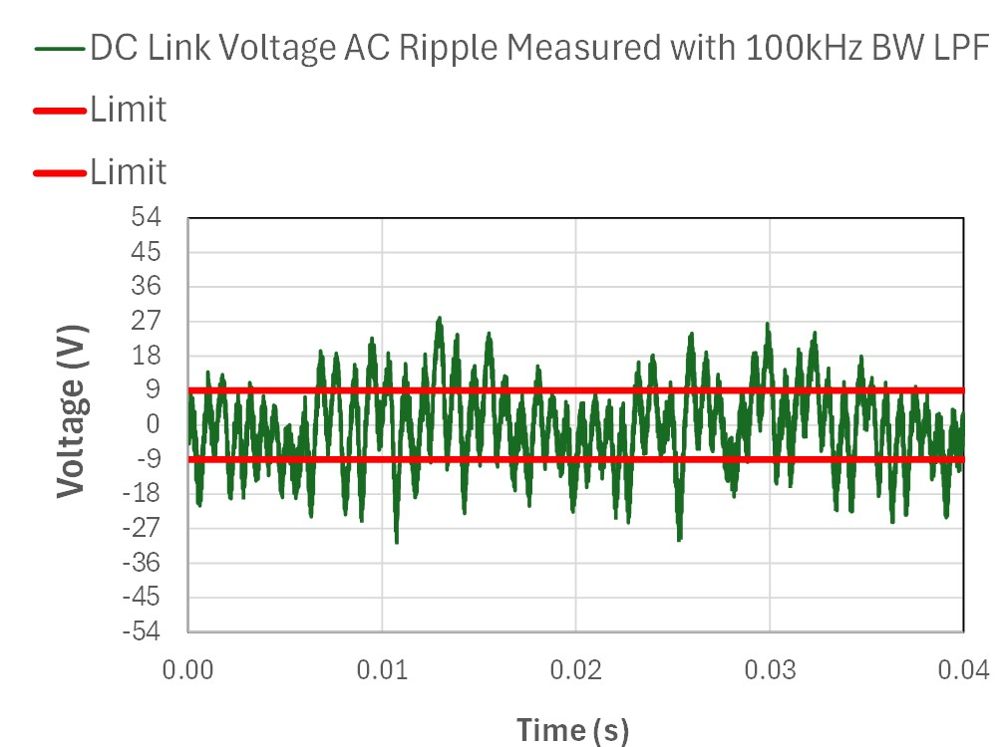 DC Link Voltage AC Ripple Measured with 100kHz BW LPF
Limit
Limit
54
45
36
27
18
9
0
-9
-18
-27
-36
-45
-54
Voltage (V)
0.00 0.01 0.02 0.03 0.04
Time (s)